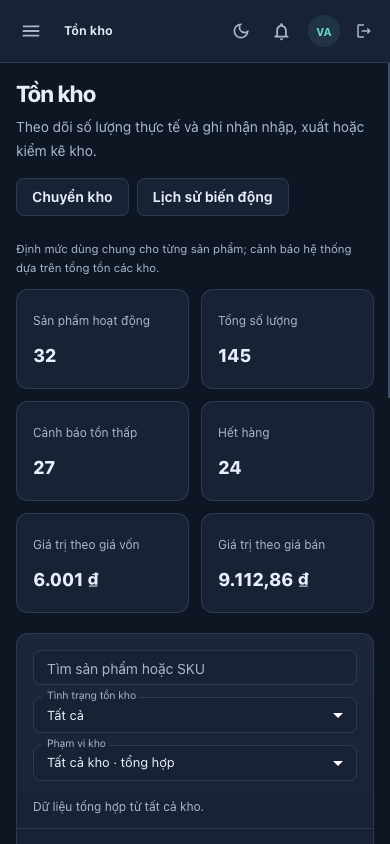 Tồn kho
VA
Tồn kho
Theo dõi số lượng thực tế và ghi nhận nhập, xuất hoặc
kiểm kê kho.
Chuyển kho
Lịch sử biến động
Định mức dùng chung cho từng sản phẩm; cảnh báo hệ thống
dựa trên tổng tồn các kho.
Sản phẩm hoạt động
32
Tổng số lượng
145
Cảnh báo tồn thấp
27
Hết hàng
24
Giá trị theo giá vốn
6.001 ₫
Giá trị theo giá bán
9.112,86 ₫
Tìm sản phẩm hoặc SKU
Tình trạng tồn kho
Tất cả
Phạm vi kho
Tất cả kho · tổng hợp
Dữ liệu tổng hợp từ tất cả kho.